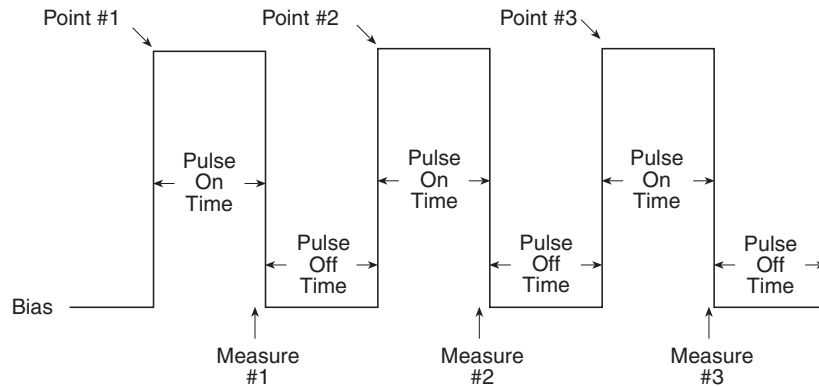 Point #1
Point #2
Point #3
Pulse
On
Time
Pulse
On
Time
Pulse
On
Time
Pulse
Off
Time
Pulse
Off
Time
Pulse
Off
Time
Bias
Measure
#1
Measure
#2
Measure
#3